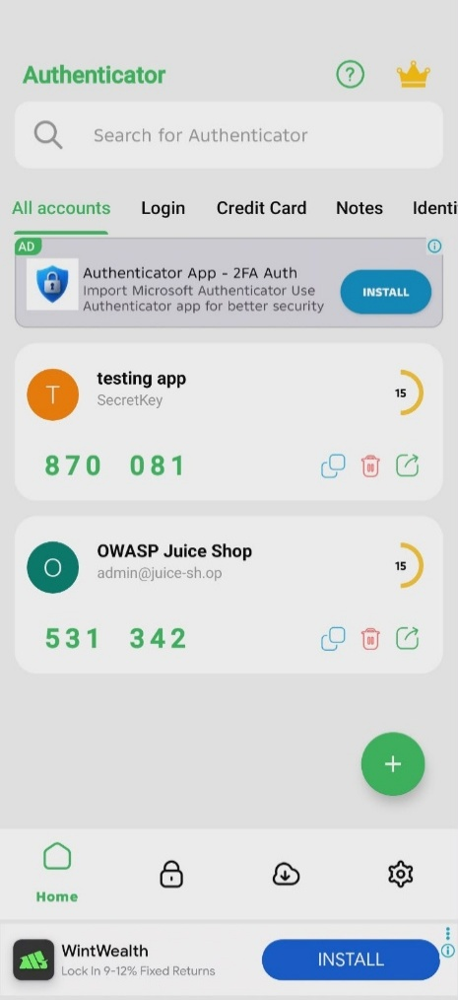 Authenticator
Search for Authenticator
All accounts Login Credit Card Notes Identi
AD
Authenticator App - 2FA Auth
Import Microsoft Authenticator Use
Authenticator app for better security
INSTALL
T
testing app
SecretKey
15
870 081
O
OWASP Juice Shop
admin@juice-sh.op
15
531 342
Home
WintWealth
Lock In 9-12% Fixed Returns
INSTALL